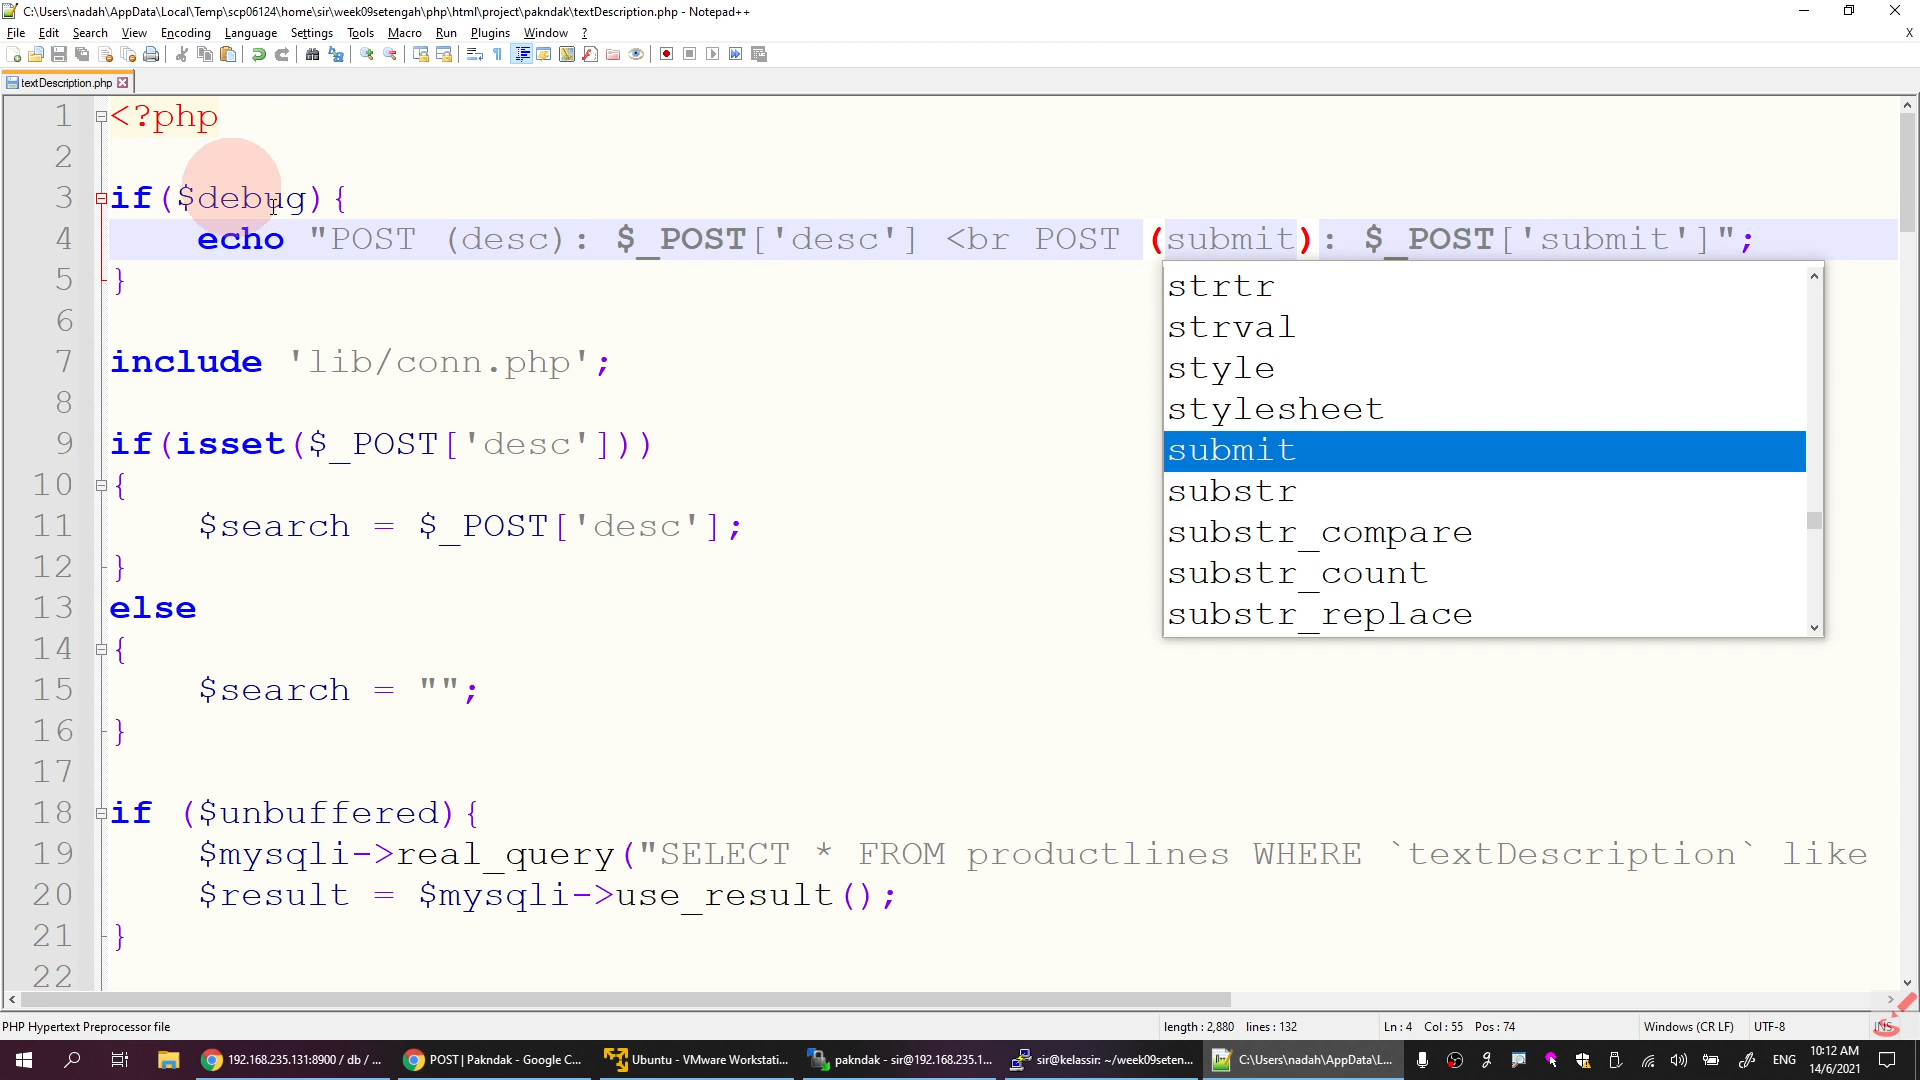 C:\Users\nadah\AppData\Local\Temp\scp06124\home\sir\week09setengah\php\html\project\pakndak\textDescription.php - Notepad++
File Edit Search View Encoding Language Settings Tools Macro Run Plugins Window ? X
textDescription.php
1 <?php
2
3 if($debug){
4 echo "POST (desc): $_POST['desc'] <br POST (submit): $_POST['submit']";
5 }
6
7 include 'lib/conn.php';
8
9 if(isset($_POST['desc']))
10 {
11 $search = $_POST['desc'];
12 }
13 else
14 {
15 $search = "";
16 }
17
18 if ($unbuffered){
19 $mysqli->real_query("SELECT * FROM productlines WHERE `textDescription` like
20 $result = $mysqli->use_result();
21 }
22
strtr
strval
style
stylesheet
submit
substr
substr_compare
substr_count
substr_replace
PHP Hypertext Preprocessor file length : 2,880 lines : 132 Ln : 4 Col : 55 Pos : 74 Windows (CR LF) UTF-8 INS
192.168.235.131:8900 / db / ... POST | Pakndak - Google C... Ubuntu - VMware Workstati... pakndak - sir@192.168.235.1... sir@kelassir: ~/week09seten... C:\Users\nadah\AppData\L... ENG 10:12 AM
14/6/2021